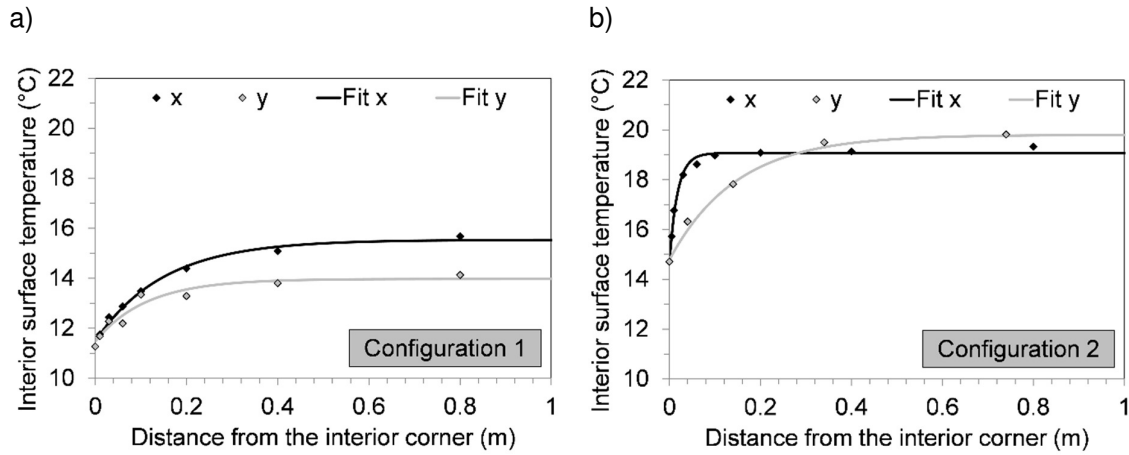 a)
Interior surface temperature (°C)
22
20
18
16
14
12
10
x y Fit x Fit y
Configuration 1
0 0.2 0.4 0.6 0.8 1
Distance from the interior corner (m)
b)
Interior surface temperature (°C)
22
20
18
16
14
12
10
x y Fit x Fit y
Configuration 2
0 0.2 0.4 0.6 0.8 1
Distance from the interior corner (m)